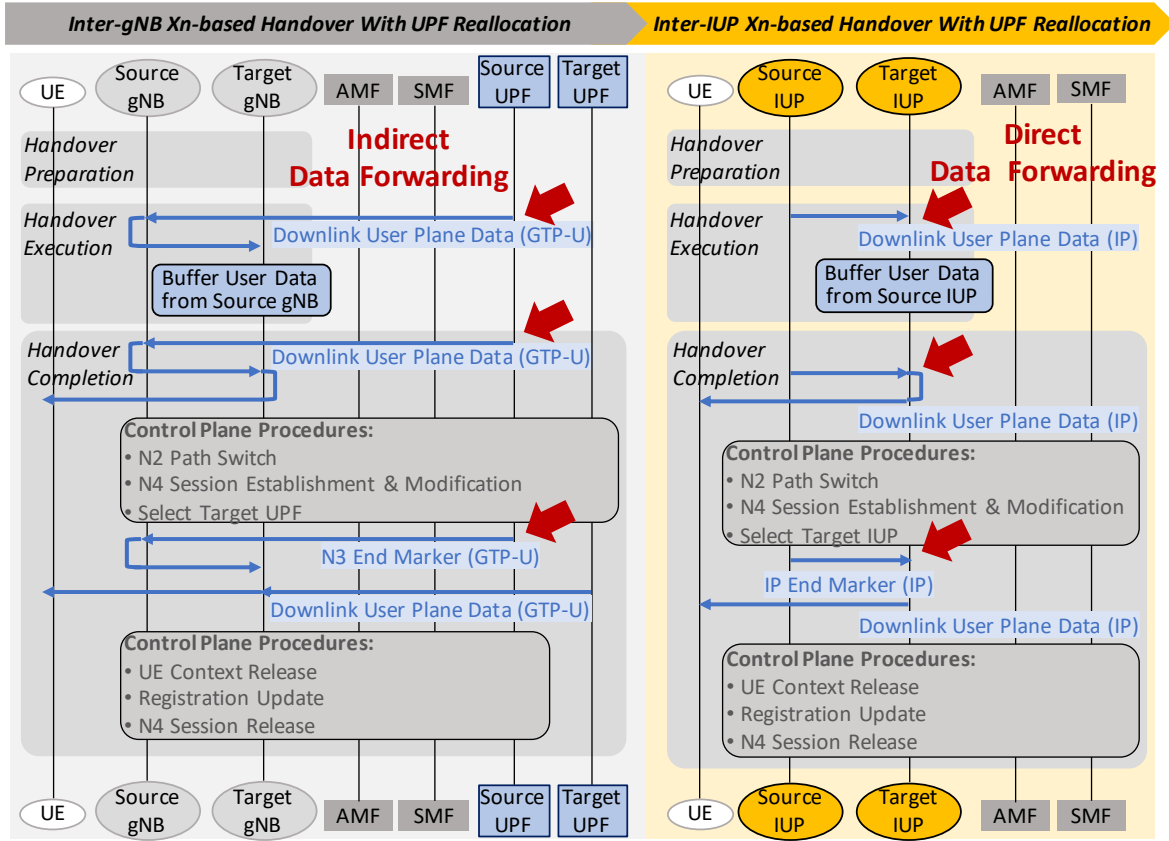 Inter-gNB Xn-based Handover With UPF Reallocation
UE
Source
gNB
Target
gNB
AMF
SMF
Source
UPF
Target
UPF
Handover
Preparation
Indirect
Data Forwarding
Handover
Execution
Downlink User Plane Data (GTP-U)
Buffer User Data
from Source gNB
Handover
Completion
Downlink User Plane Data (GTP-U)
Control Plane Procedures:
• N2 Path Switch
• N4 Session Establishment & Modification
• Select Target UPF
N3 End Marker (GTP-U)
Downlink User Plane Data (GTP-U)
Control Plane Procedures:
• UE Context Release
• Registration Update
• N4 Session Release
UE
Source
gNB
Target
gNB
AMF
SMF
Source
UPF
Target
UPF
Inter-IUP Xn-based Handover With UPF Reallocation
UE
Source
IUP
Target
IUP
AMF
SMF
Handover
Preparation
Direct
Data Forwarding
Handover
Execution
Downlink User Plane Data (IP)
Buffer User Data
from Source IUP
Handover
Completion
Downlink User Plane Data (IP)
Control Plane Procedures:
• N2 Path Switch
• N4 Session Establishment & Modification
• Select Target IUP
IP End Marker (IP)
Downlink User Plane Data (IP)
Control Plane Procedures:
• UE Context Release
• Registration Update
• N4 Session Release
UE
Source
IUP
Target
IUP
AMF
SMF